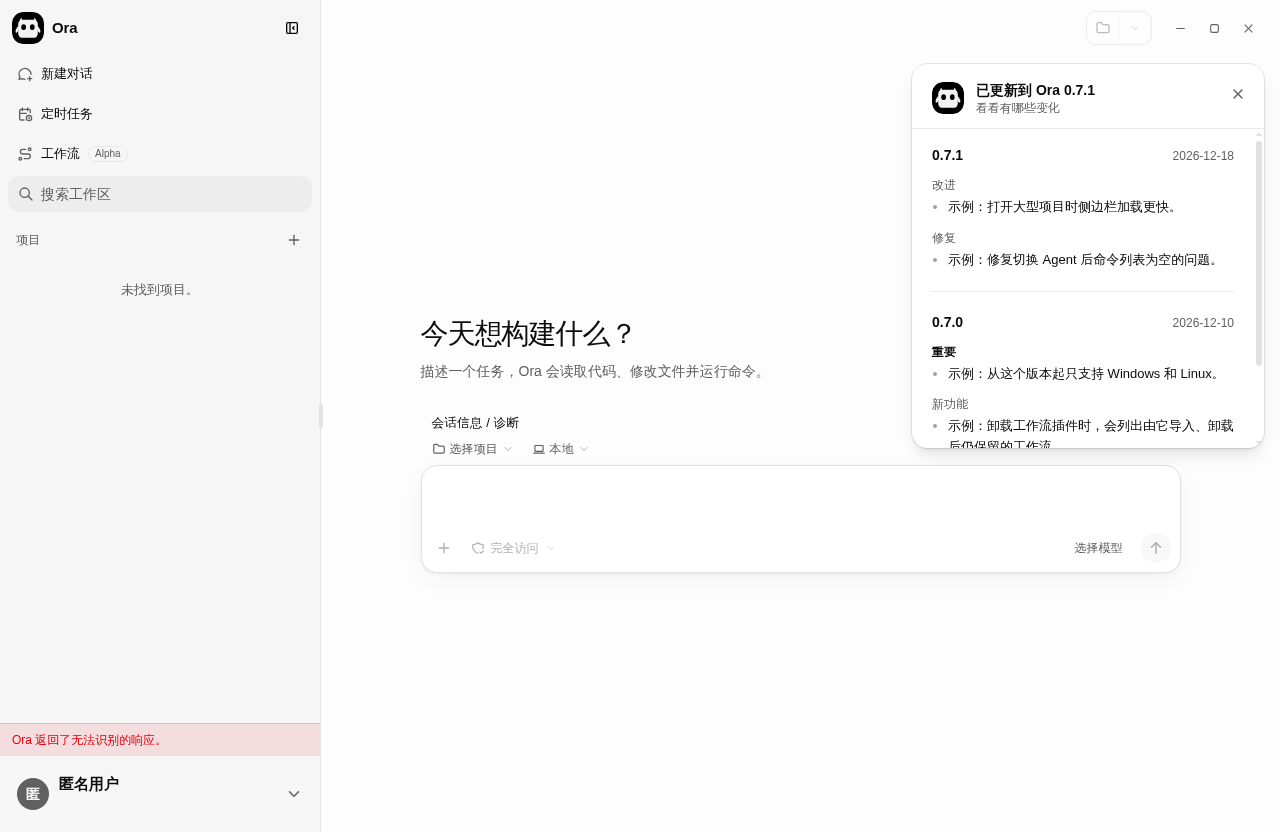 Ora
新建对话
定时任务
工作流 Alpha
搜索工作区
项目
未找到项目。
Ora 返回了无法识别的响应。
匿 匿名用户
今天想构建什么？
描述一个任务，Ora 会读取代码、修改文件并运行命令。
会话信息 / 诊断
选择项目 本地
完全访问 选择模型
已更新到 Ora 0.7.1
看看有哪些变化
0.7.1 2026-12-18
改进
示例：打开大型项目时侧边栏加载更快。
修复
示例：修复切换 Agent 后命令列表为空的问题。
0.7.0 2026-12-10
重要
示例：从这个版本起只支持 Windows 和 Linux。
新功能
示例：卸载工作流插件时，会列出由它导入、卸载
后仍保留的工作流